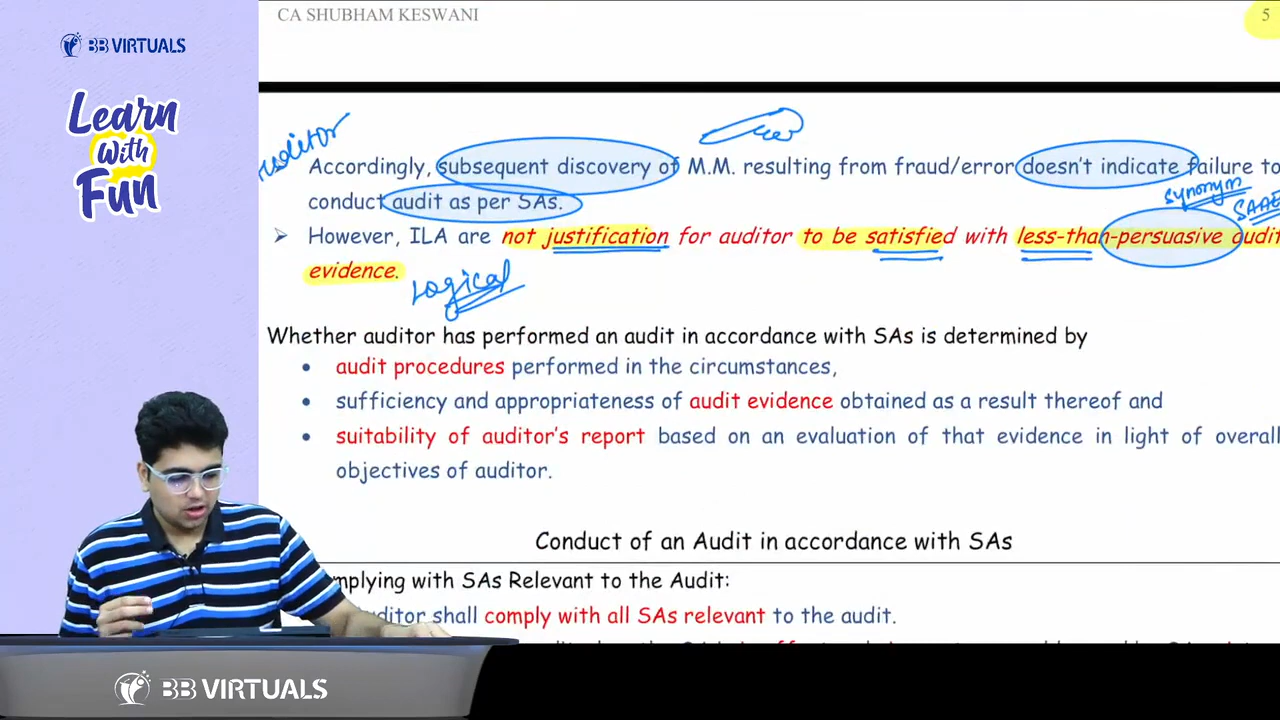 CA SHUBHAM KESWANI
5
BB VIRTUALS
Learn
With
Fun
Auditor
Accordingly, subsequent discovery of M.M. resulting from fraud/error doesn't indicate failure to
conduct audit as per SAs.
synonym
SAAE
➢ However, ILA are not justification for auditor to be satisfied with less-than-persuasive audit
evidence.
Logical
Whether auditor has performed an audit in accordance with SAs is determined by
• audit procedures performed in the circumstances,
• sufficiency and appropriateness of audit evidence obtained as a result thereof and
• suitability of auditor's report based on an evaluation of that evidence in light of overall
objectives of auditor.
Conduct of an Audit in accordance with SAs
mplying with SAs Relevant to the Audit:
uditor shall comply with all SAs relevant to the audit.
BB VIRTUALS